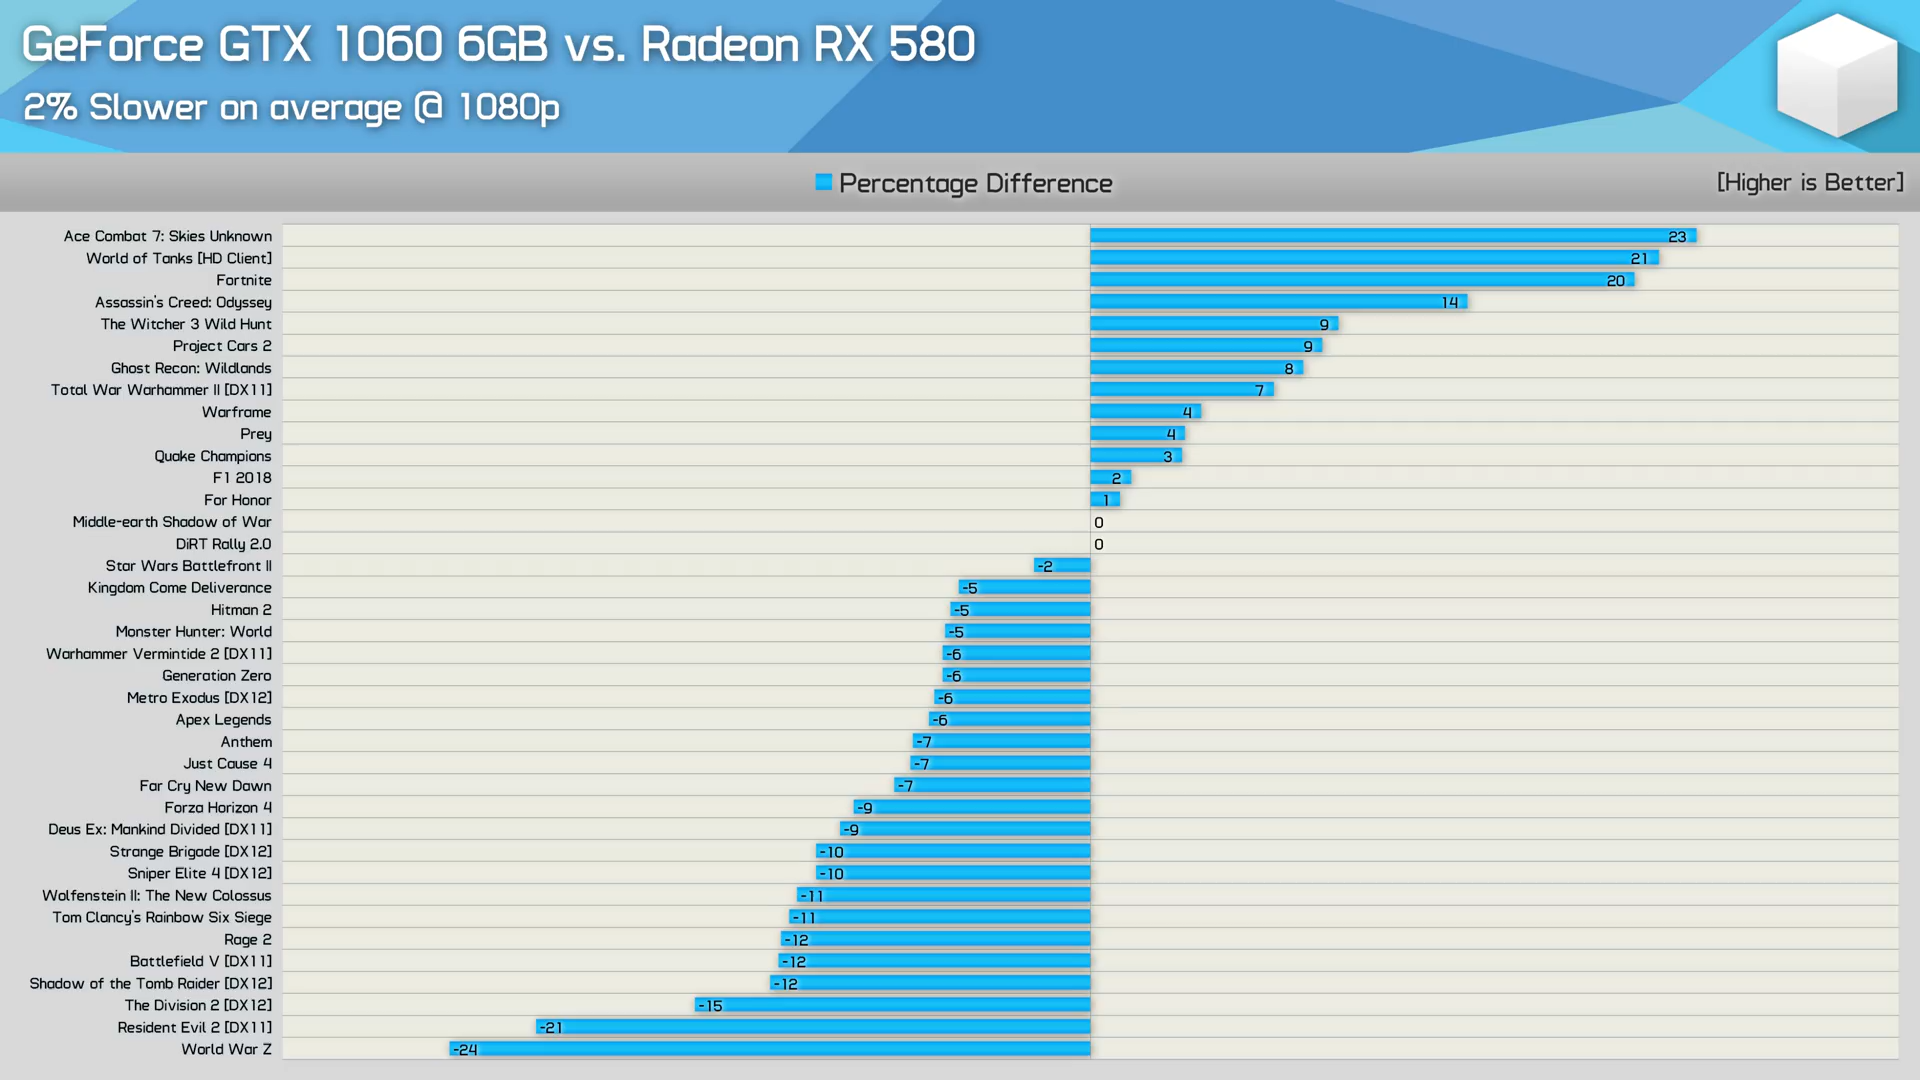 GeForce GTX 1060 6GB vs. Radeon RX 580
2% Slower on average @ 1080p
Percentage Difference
[Higher is Better]
Ace Combat 7: Skies Unknown 23
World of Tanks [HD Client] 21
Fortnite 20
Assassin's Creed: Odyssey 14
The Witcher 3 Wild Hunt 9
Project Cars 2 9
Ghost Recon: Wildlands 8
Total War Warhammer II [DX11] 7
Warframe 4
Prey 4
Quake Champions 3
F1 2018 2
For Honor 1
Middle-earth Shadow of War 0
DiRT Rally 2.0 0
Star Wars Battlefront II -2
Kingdom Come Deliverance -5
Hitman 2 -5
Monster Hunter: World -5
Warhammer Vermintide 2 [DX11] -6
Generation Zero -6
Metro Exodus [DX12] -6
Apex Legends -6
Anthem -7
Just Cause 4 -7
Far Cry New Dawn -7
Forza Horizon 4 -9
Deus Ex: Mankind Divided [DX11] -9
Strange Brigade [DX12] -10
Sniper Elite 4 [DX12] -10
Wolfenstein II: The New Colossus -11
Tom Clancy's Rainbow Six Siege -11
Rage 2 -12
Battlefield V [DX11] -12
Shadow of the Tomb Raider [DX12] -12
The Division 2 [DX12] -15
Resident Evil 2 [DX11] -21
World War Z -24